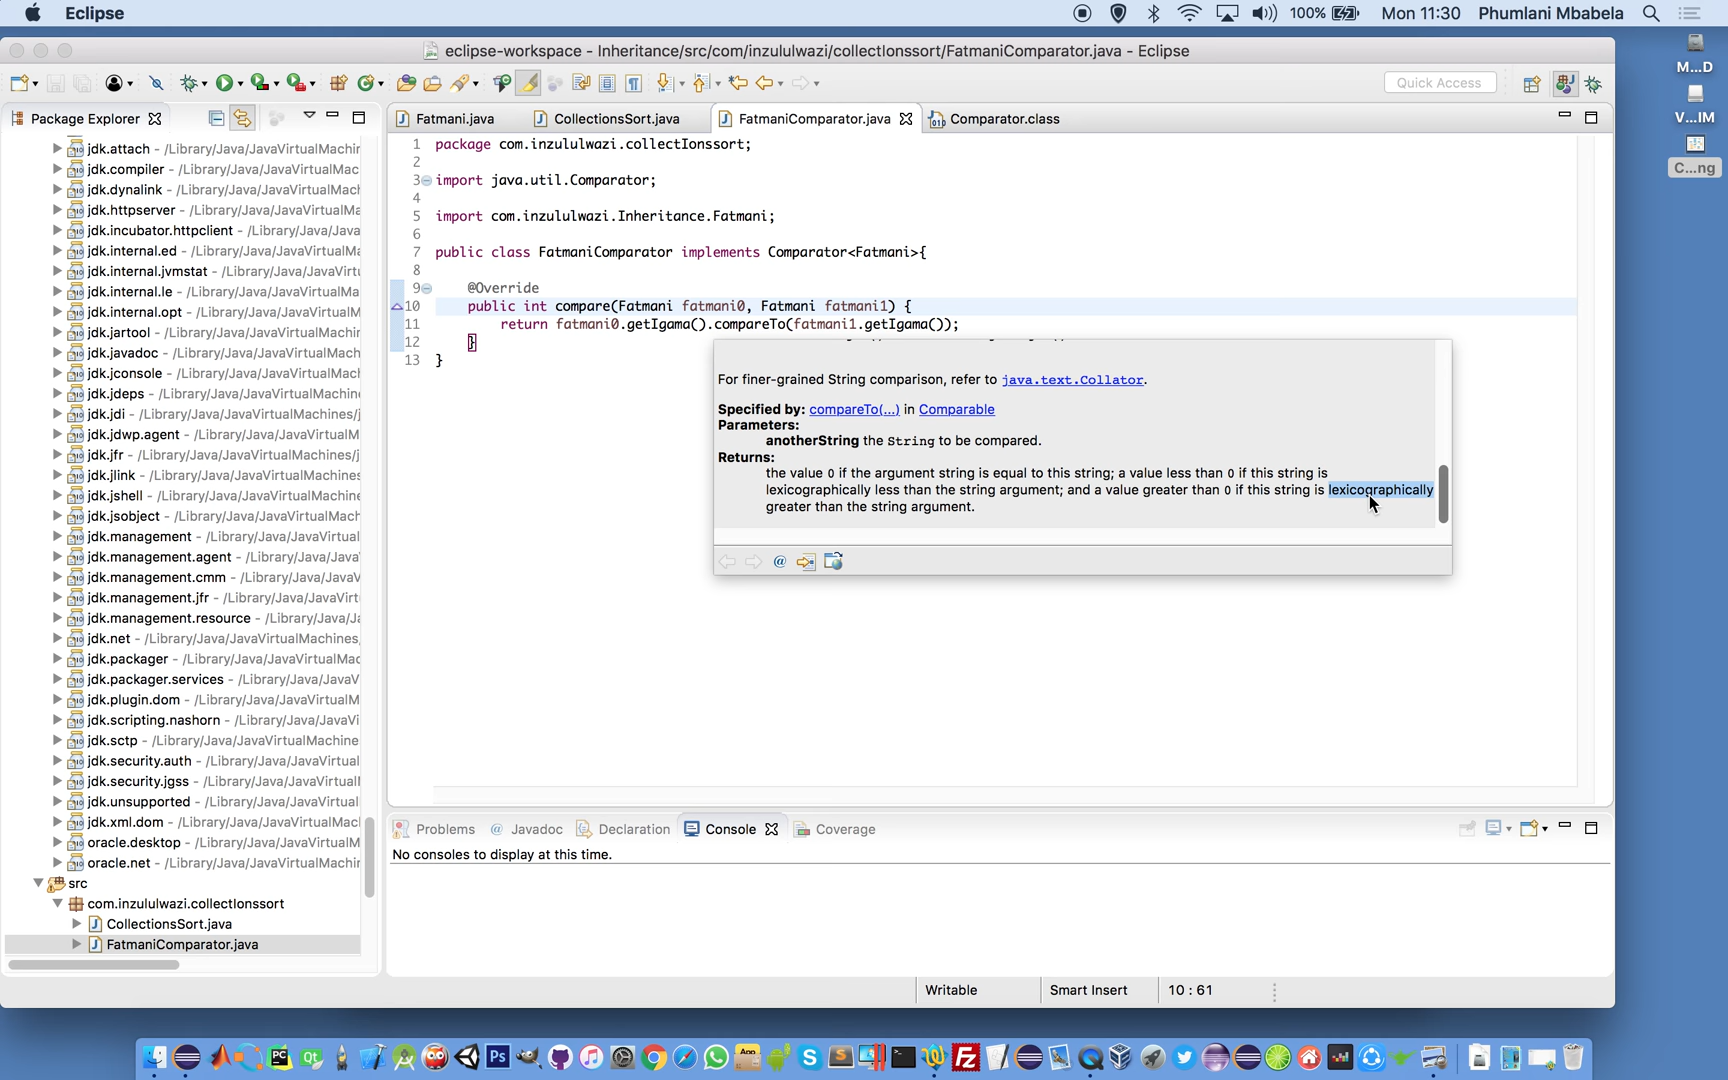 Eclipse
100%
Mon 11:30
Phumlani Mbabela
eclipse-workspace - Inheritance/src/com/inzululwazi/collectIonssort/FatmaniComparator.java - Eclipse
Quick Access
M...D
V...IM
C...ng
Package Explorer
Fatmani.java
CollectionsSort.java
FatmaniComparator.java
Comparator.class
jdk.attach - /Library/Java/JavaVirtualMachir
jdk.compiler - /Library/Java/JavaVirtualMac
jdk.dynalink - /Library/Java/JavaVirtualMach
jdk.httpserver - /Library/Java/JavaVirtualMa
jdk.incubator.httpclient - /Library/Java/Java
jdk.internal.ed - /Library/Java/JavaVirtualMa
jdk.internal.jvmstat - /Library/Java/JavaVirtu
jdk.internal.le - /Library/Java/JavaVirtualMa
jdk.internal.opt - /Library/Java/JavaVirtualM
jdk.jartool - /Library/Java/JavaVirtualMachin
jdk.javadoc - /Library/Java/JavaVirtualMach
jdk.jconsole - /Library/Java/JavaVirtualMach
jdk.jdeps - /Library/Java/JavaVirtualMachine
jdk.jdi - /Library/Java/JavaVirtualMachines/j
jdk.jdwp.agent - /Library/Java/JavaVirtualM
jdk.jfr - /Library/Java/JavaVirtualMachines/j
jdk.jlink - /Library/Java/JavaVirtualMachines
jdk.jshell - /Library/Java/JavaVirtualMachine
jdk.jsobject - /Library/Java/JavaVirtualMach
jdk.management - /Library/Java/JavaVirtual
jdk.management.agent - /Library/Java/Java
jdk.management.cmm - /Library/Java/JavaV
jdk.management.jfr - /Library/Java/JavaVirt
jdk.management.resource - /Library/Java/Ja
jdk.net - /Library/Java/JavaVirtualMachines,
jdk.packager - /Library/Java/JavaVirtualMac
jdk.packager.services - /Library/Java/JavaV
jdk.plugin.dom - /Library/Java/JavaVirtualM
jdk.scripting.nashorn - /Library/Java/JavaVi
jdk.sctp - /Library/Java/JavaVirtualMachine
jdk.security.auth - /Library/Java/JavaVirtual
jdk.security.jgss - /Library/Java/JavaVirtual
jdk.unsupported - /Library/Java/JavaVirtual
jdk.xml.dom - /Library/Java/JavaVirtualMacl
oracle.desktop - /Library/Java/JavaVirtualM
oracle.net - /Library/Java/JavaVirtualMachir
src
com.inzululwazi.collectIonssort
CollectionsSort.java
FatmaniComparator.java
1 package com.inzululwazi.collectIonssort;
2
3 import java.util.Comparator;
4
5 import com.inzululwazi.Inheritance.Fatmani;
6
7 public class FatmaniComparator implements Comparator<Fatmani>{
8
9 @Override
10 public int compare(Fatmani fatmani0, Fatmani fatmani1) {
11 return fatmani0.getIgama().compareTo(fatmani1.getIgama());
12 }
13 }
For finer-grained String comparison, refer to java.text.Collator.
Specified by: compareTo(...) in Comparable
Parameters:
anotherString the String to be compared.
Returns:
the value 0 if the argument string is equal to this string; a value less than 0 if this string is
lexicographically less than the string argument; and a value greater than 0 if this string is lexicographically
greater than the string argument.
Problems
Javadoc
Declaration
Console
Coverage
No consoles to display at this time.
Writable
Smart Insert
10 : 61